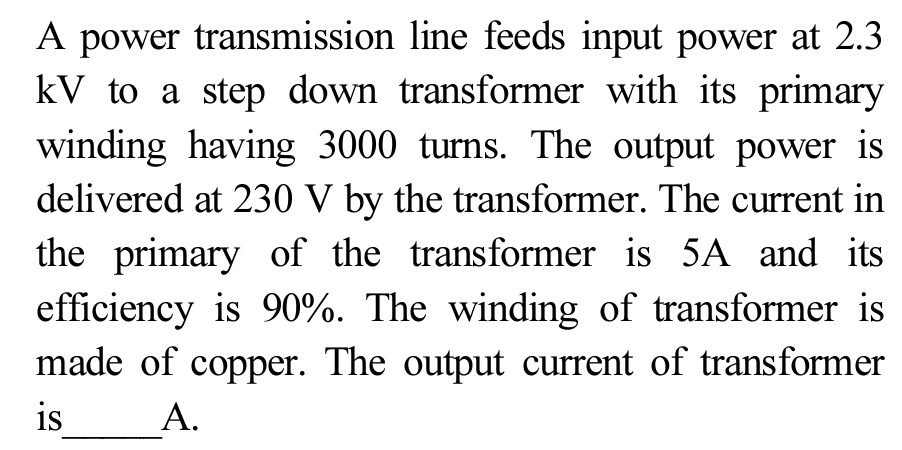 A power transmission line feeds input power at 2.3
kV to a step down transformer with its primary
winding having 3000 turns. The output power is
delivered at 230 V by the transformer. The current in
the primary of the transformer is 5A and its
efficiency is 90%. The winding of transformer is
made of copper. The output current of transformer
is_____A.